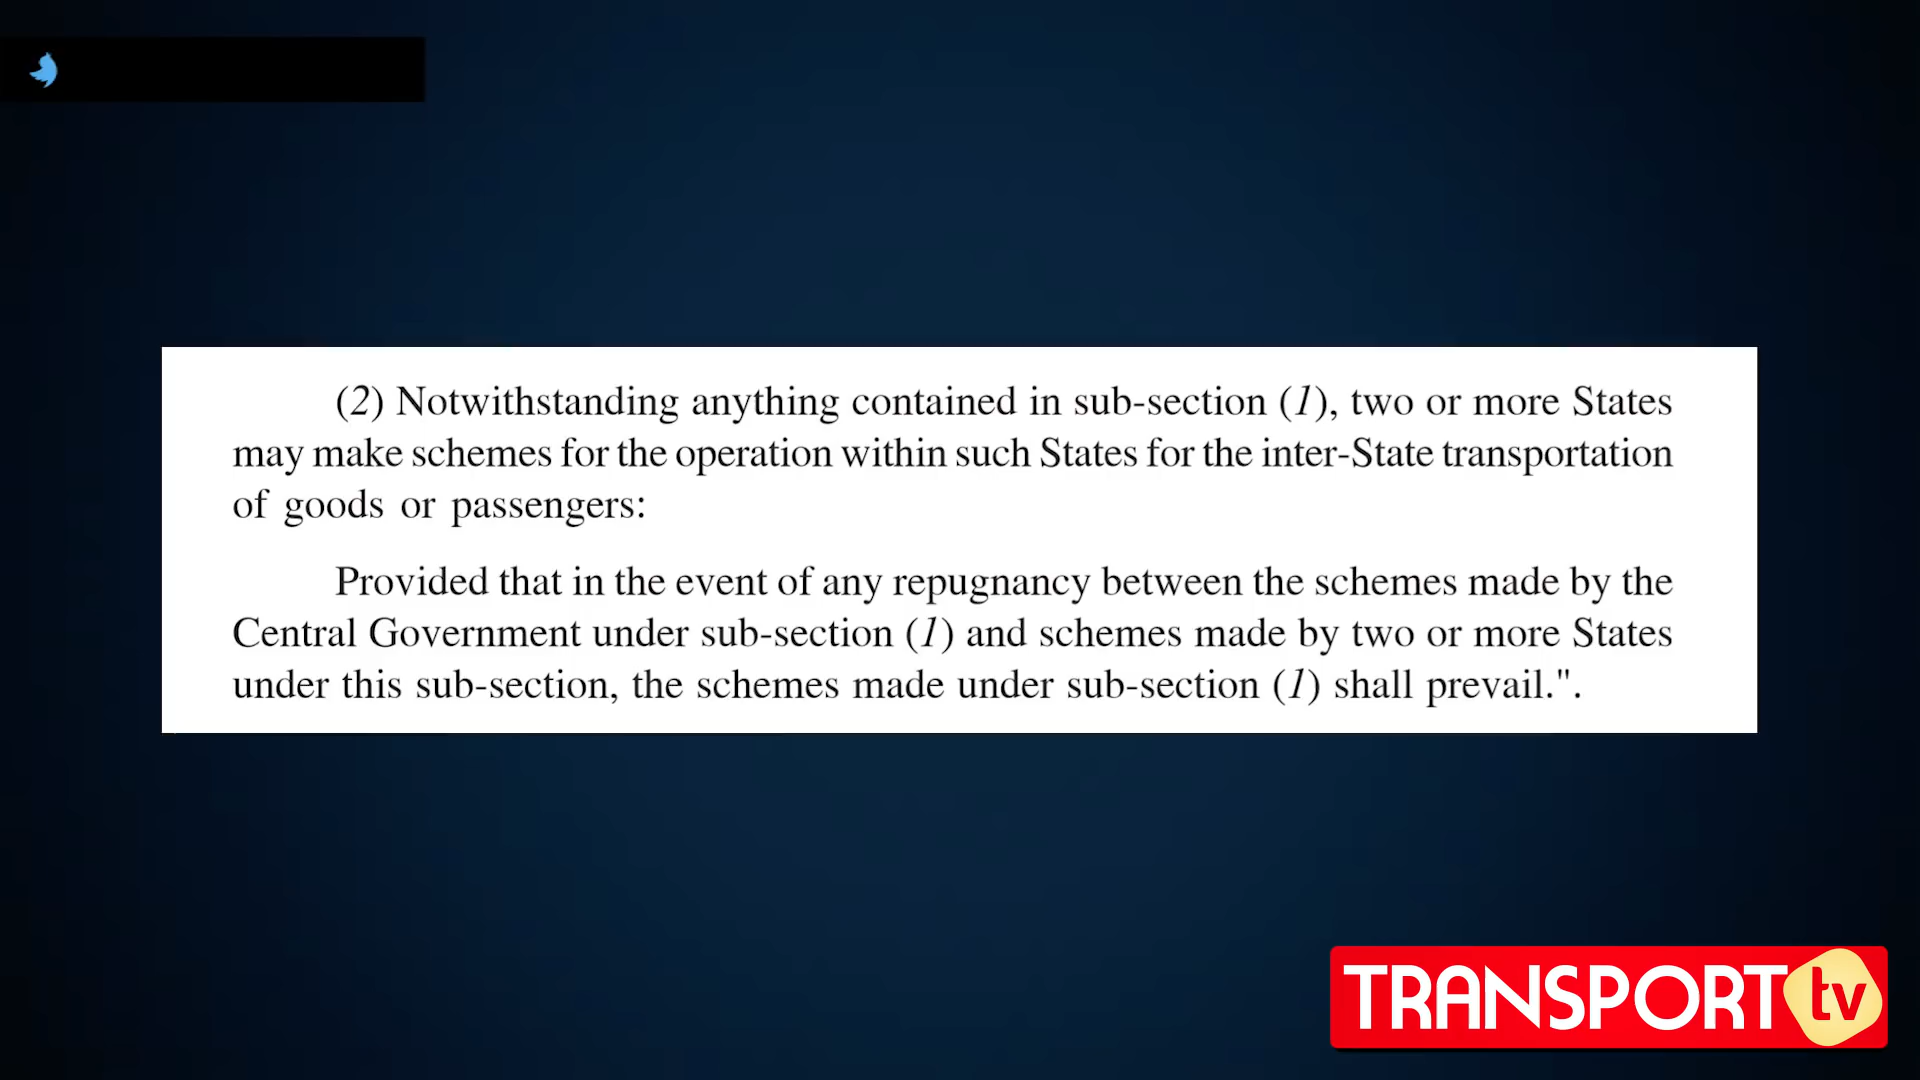 (2) Notwithstanding anything contained in sub-section (1), two or more States
may make schemes for the operation within such States for the inter-State transportation
of goods or passengers:
Provided that in the event of any repugnancy between the schemes made by the
Central Government under sub-section (1) and schemes made by two or more States
under this sub-section, the schemes made under sub-section (1) shall prevail.".
TRANSPORT tv